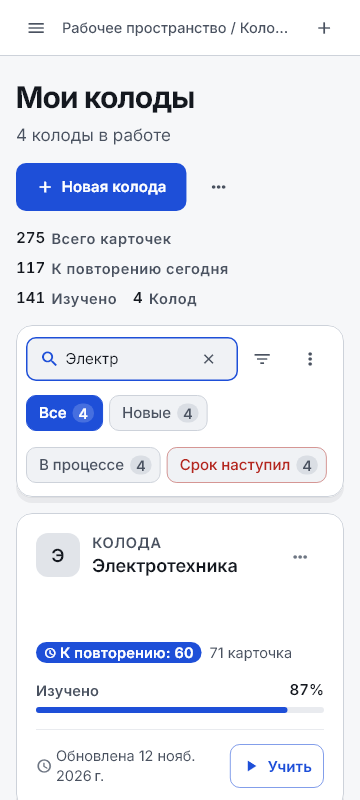 Рабочее пространство / Коло...
Мои колоды
4 колоды в работе
Новая колода
275 Всего карточек
117 К повторению сегодня
141 Изучено 4 Колод
Электр
Все 4 Новые 4
В процессе 4 Срок наступил 4
Э
КОЛОДА
Электротехника
К повторению: 60 71 карточка
Изучено 87%
Обновлена 12 нояб.
2026 г.
Учить